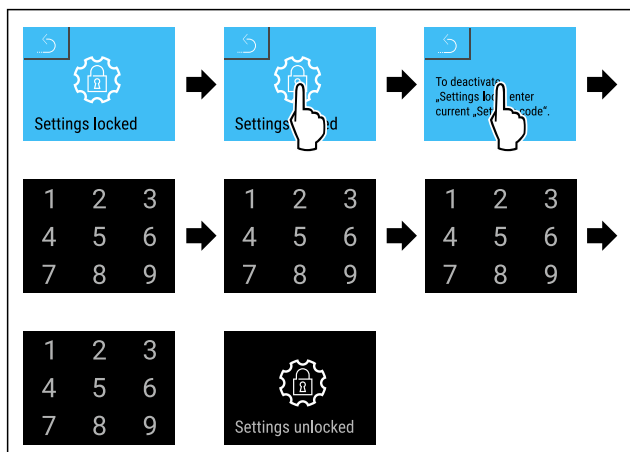 Settings locked
Settings ed
To deactivate
„Settings lo enter
current „Set code“.
1 2 3
4 5 6
7 8 9
1 2 3
4 5 6
7 8 9
1 2 3
4 5 6
7 8 9
1 2 3
4 5 6
7 8 9
Settings unlocked